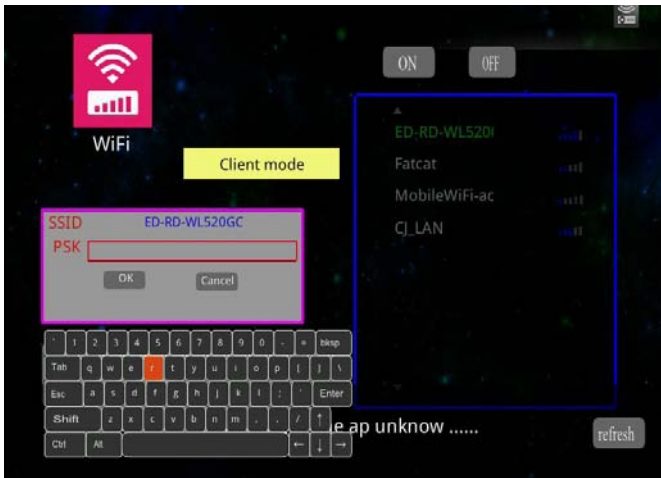 ON OFF
WiFi
Client mode
ED-RD-WL520
Fatcat
MobileWiFi-ac
CJ_LAN
SSID ED-RD-WL520GC
PSK
OK Cancel
` 1 2 3 4 5 6 7 8 9 0 - = bksp
Tab q w e r t y u i o p [ ] \
Esc a s d f g h j k l ; ' Enter
Shift z x c v b n m , . / ↑
Ctrl Alt ← ↓ →
e ap unknow ......
refresh